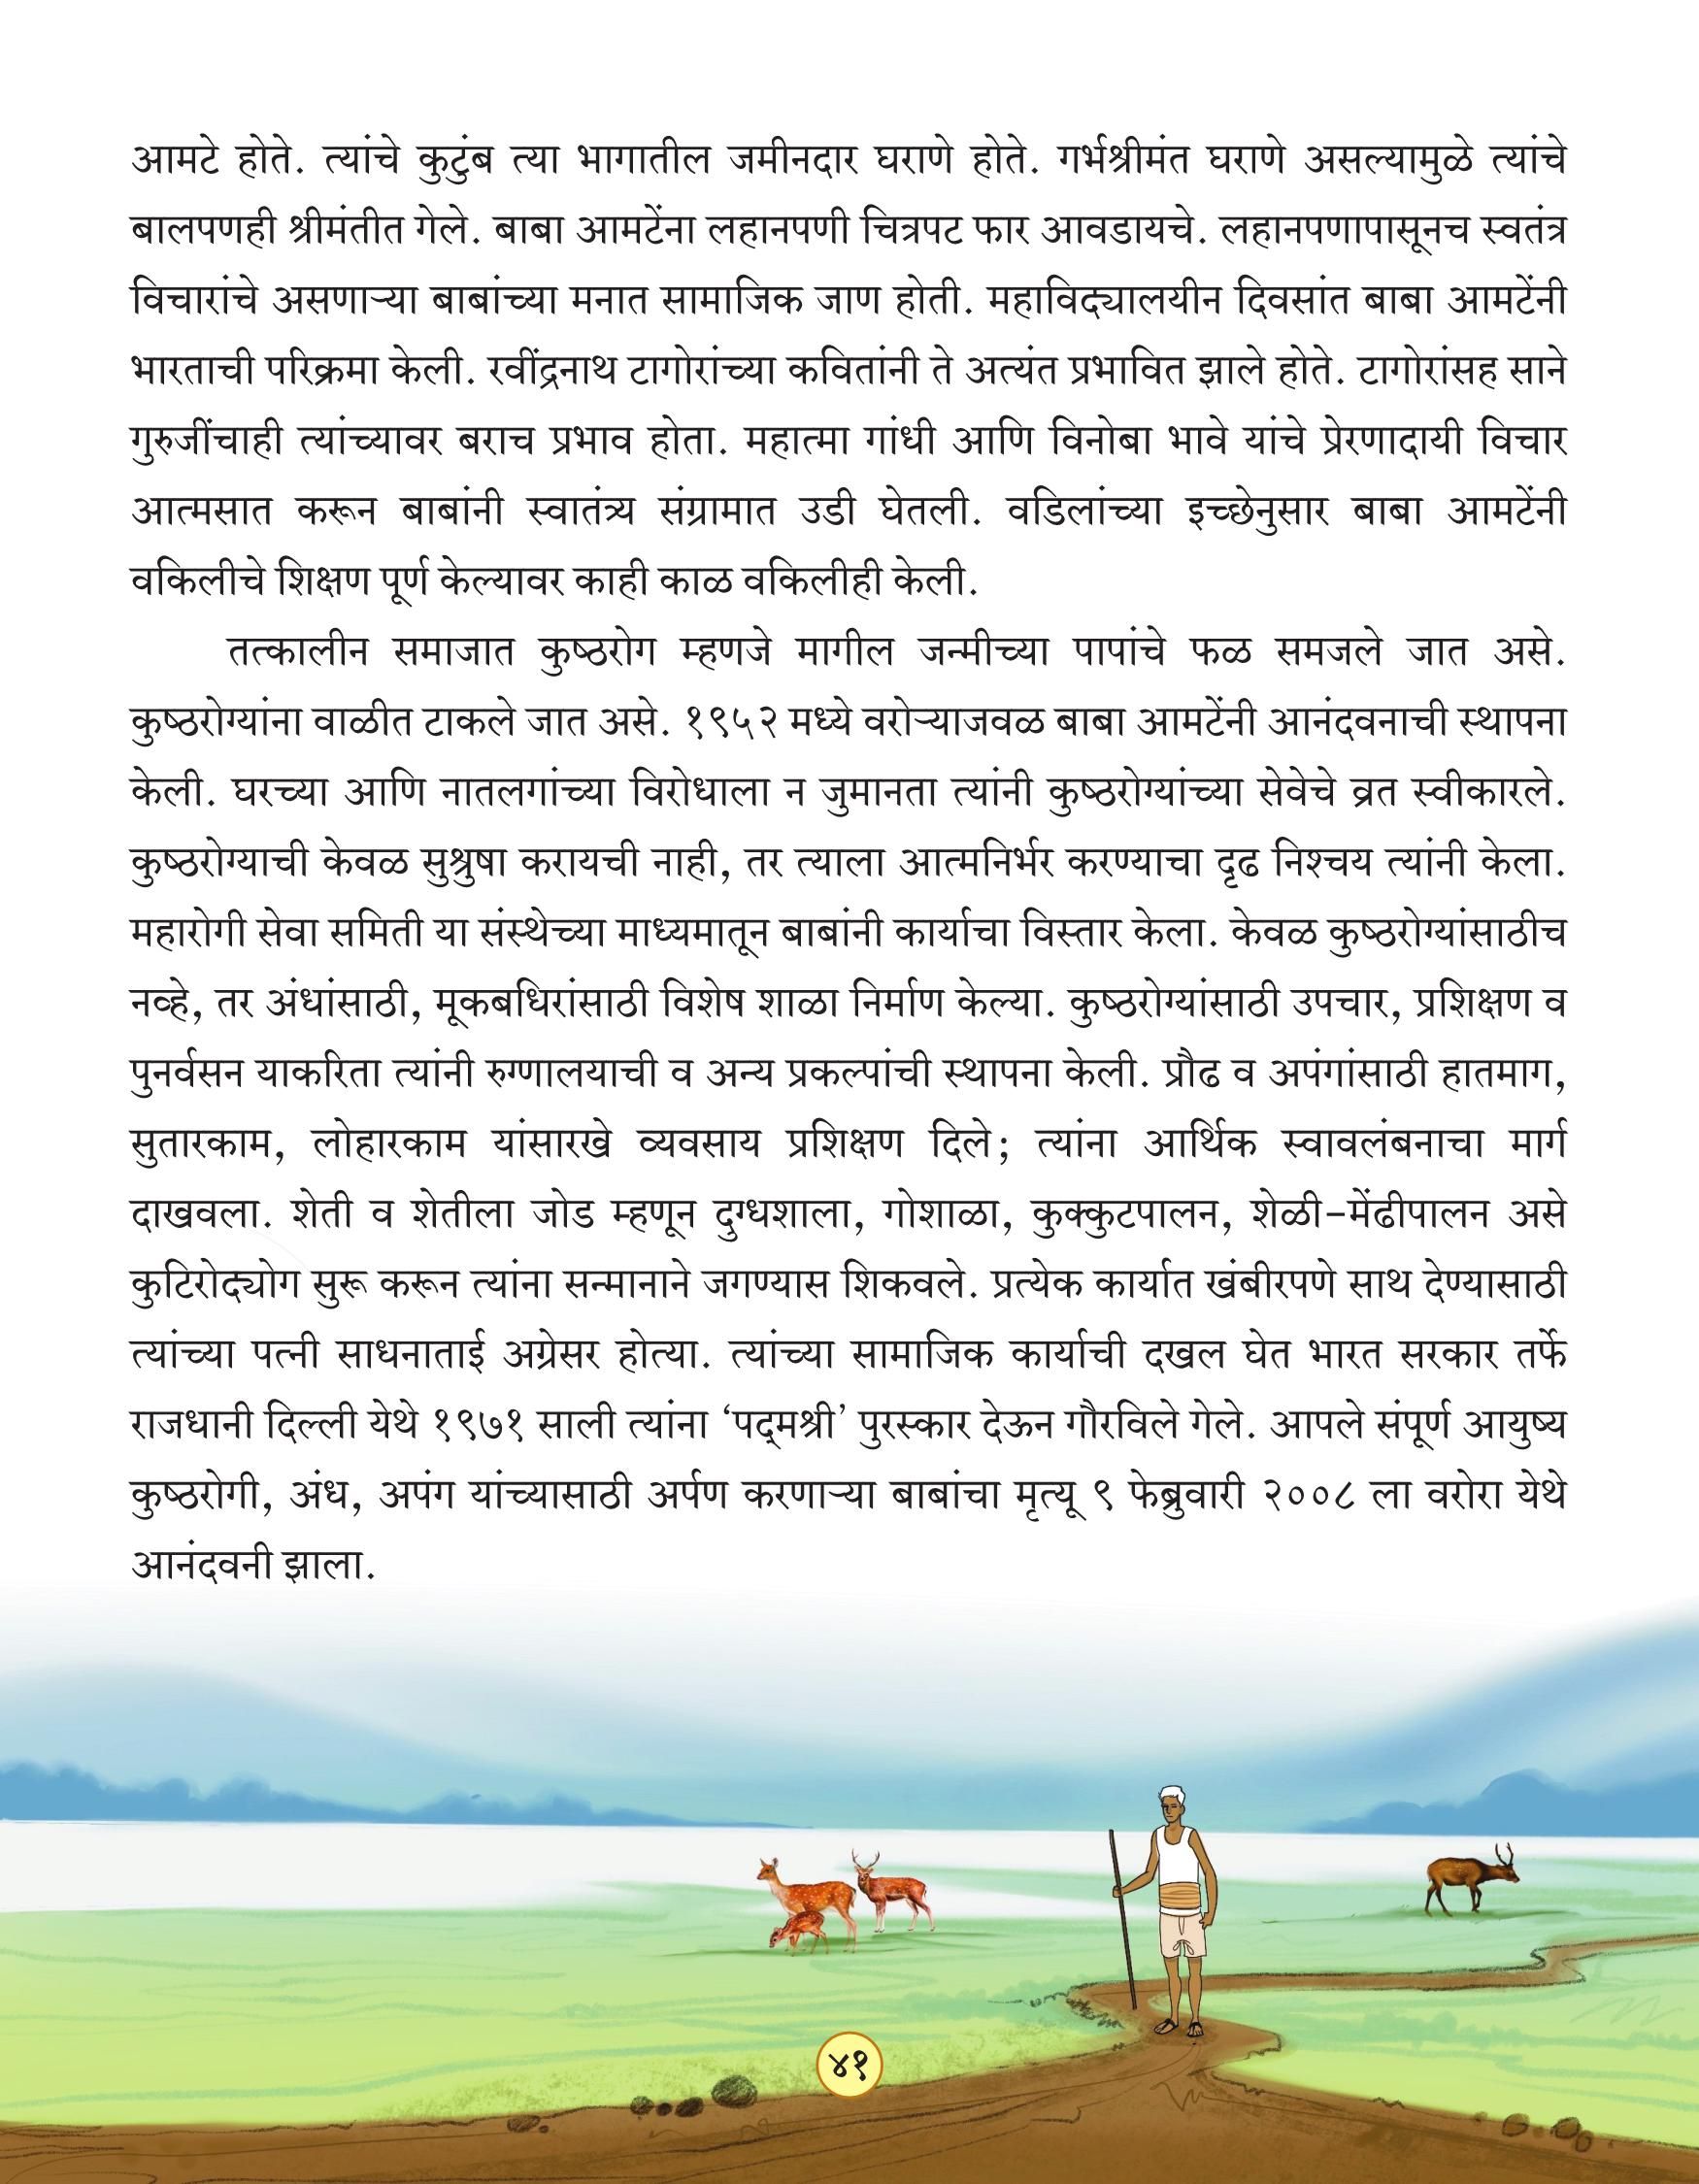 आमटे होते. त्यांचे कुटुंब त्या भागातील जमीनदार घराणे होते. गर्भश्रीमंत घराणे असल्यामुळे त्यांचे
बालपणही श्रीमंतीत गेले. बाबा आमटेंना लहानपणी चित्रपट फार आवडायचे. लहानपणापासूनच स्वतंत्र
विचारांचे असणाऱ्या बाबांच्या मनात सामाजिक जाण होती. महाविद्यालयीन दिवसांत बाबा आमटेंनी
भारताची परिक्रमा केली. रवींद्रनाथ टागोरांच्या कवितांनी ते अत्यंत प्रभावित झाले होते. टागोरांसह साने
गुरुजींचाही त्यांच्यावर बराच प्रभाव होता. महात्मा गांधी आणि विनोबा भावे यांचे प्रेरणादायी विचार
आत्मसात करून बाबांनी स्वातंत्र्य संग्रामात उडी घेतली. वडिलांच्या इच्छेनुसार बाबा आमटेंनी
वकिलीचे शिक्षण पूर्ण केल्यावर काही काळ वकिलीही केली.
तत्कालीन समाजात कुष्ठरोग म्हणजे मागील जन्मीच्या पापांचे फळ समजले जात असे.
कुष्ठरोग्यांना वाळीत टाकले जात असे. १९५२ मध्ये वरोऱ्याजवळ बाबा आमटेंनी आनंदवनाची स्थापना
केली. घरच्या आणि नातलगांच्या विरोधाला न जुमानता त्यांनी कुष्ठरोग्यांच्या सेवेचे व्रत स्वीकारले.
कुष्ठरोग्याची केवळ सुश्रुषा करायची नाही, तर त्याला आत्मनिर्भर करण्याचा दृढ निश्चय त्यांनी केला.
महारोगी सेवा समिती या संस्थेच्या माध्यमातून बाबांनी कार्याचा विस्तार केला. केवळ कुष्ठरोग्यांसाठीच
नव्हे, तर अंधांसाठी, मूकबधिरांसाठी विशेष शाळा निर्माण केल्या. कुष्ठरोग्यांसाठी उपचार, प्रशिक्षण व
पुनर्वसन याकरिता त्यांनी रुग्णालयाची व अन्य प्रकल्पांची स्थापना केली. प्रौढ व अपंगांसाठी हातमाग,
सुतारकाम, लोहारकाम यांसारखे व्यवसाय प्रशिक्षण दिले; त्यांना आर्थिक स्वावलंबनाचा मार्ग
दाखवला. शेती व शेतीला जोड म्हणून दुग्धशाला, गोशाळा, कुक्कुटपालन, शेळी-मेंढीपालन असे
कुटिरोद्योग सुरू करून त्यांना सन्मानाने जगण्यास शिकवले. प्रत्येक कार्यात खंबीरपणे साथ देण्यासाठी
त्यांच्या पत्नी साधनाताई अग्रेसर होत्या. त्यांच्या सामाजिक कार्याची दखल घेत भारत सरकार तर्फे
राजधानी दिल्ली येथे १९७१ साली त्यांना ‘पद्‌मश्री’ पुरस्कार देऊन गौरविले गेले. आपले संपूर्ण आयुष्य
कुष्ठरोगी, अंध, अपंग यांच्यासाठी अर्पण करणाऱ्या बाबांचा मृत्यू ९ फेब्रुवारी २००८ ला वरोरा येथे
आनंदवनी झाला.
४१